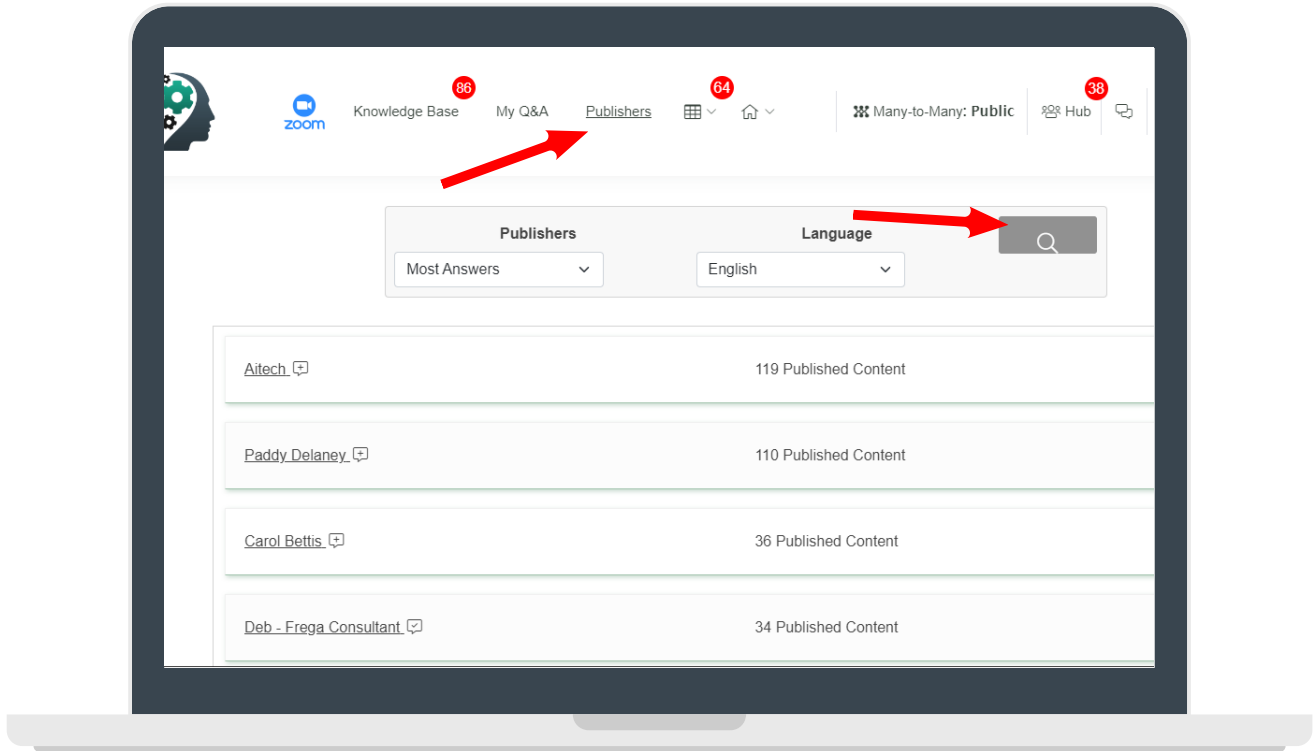 86
64
38
zoom
Knowledge Base
My Q&A
Publishers
Many-to-Many: Public
Hub
Publishers
Language
Most Answers
English
Aitech
119 Published Content
Paddy Delaney
110 Published Content
Carol Bettis
36 Published Content
Deb - Frega Consultant
34 Published Content